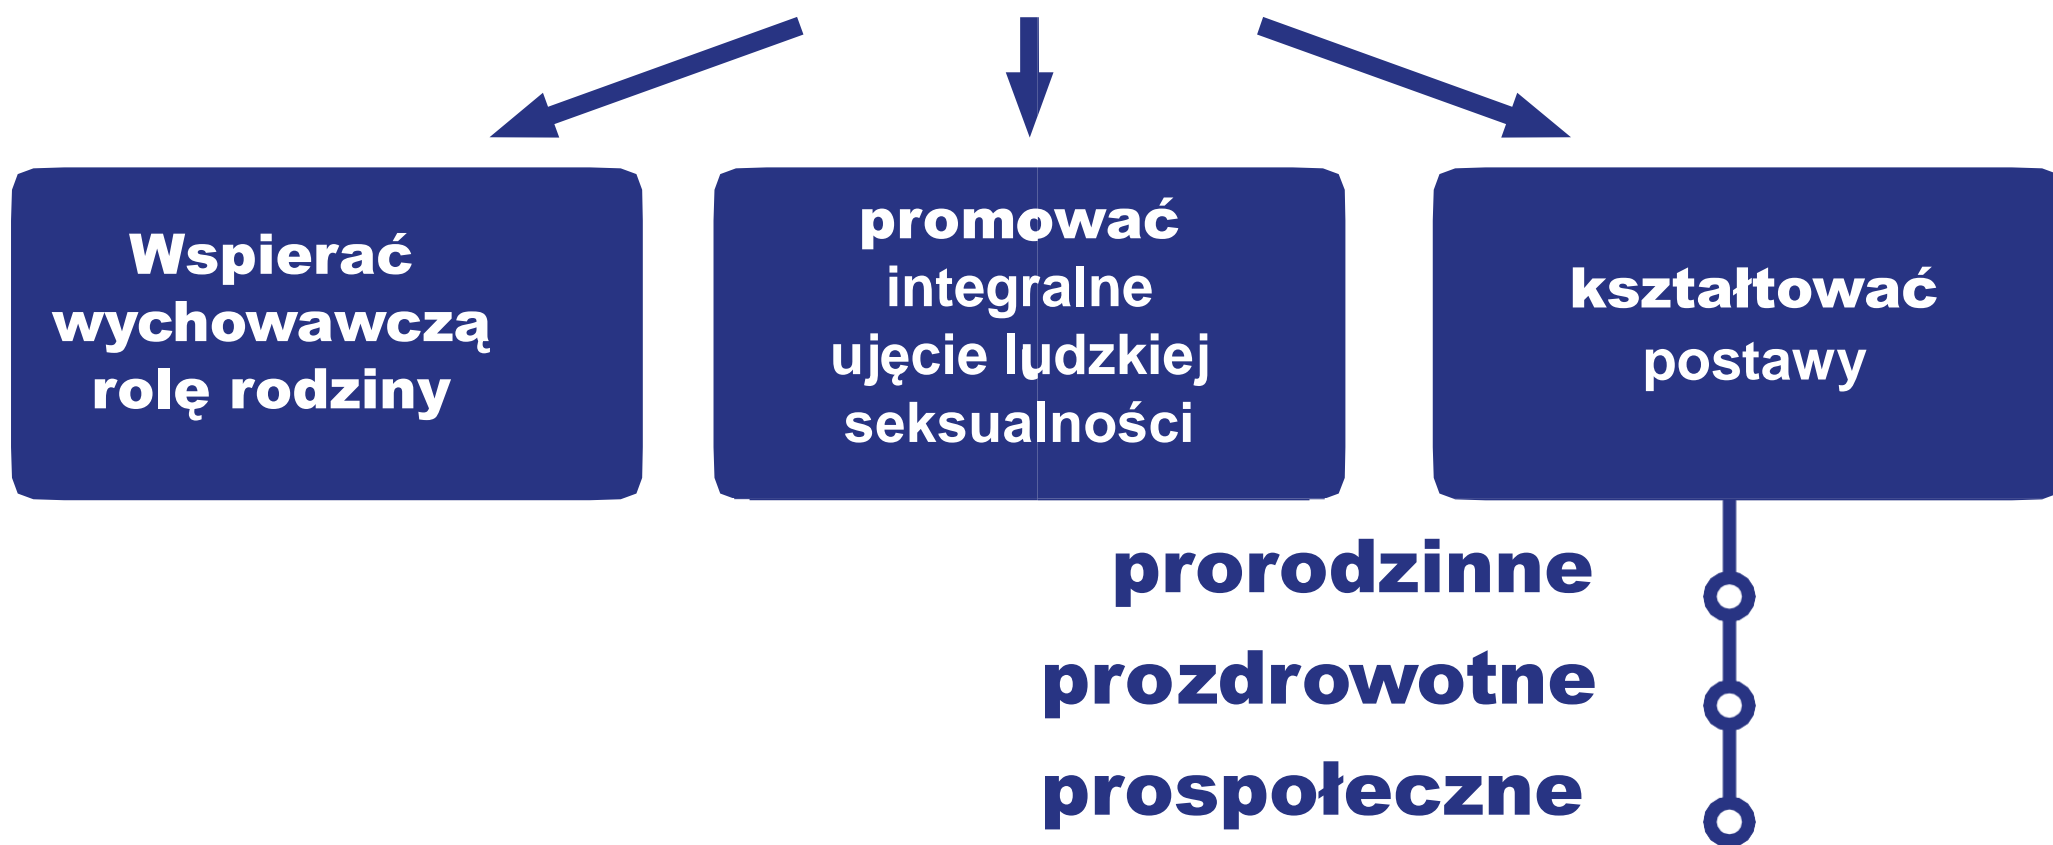 Wspierać
wychowawczą
rolę rodziny
promować
integralne
ujęcie ludzkiej
seksualności
kształtować
postawy
prorodzinne
prozdrowotne
prospołeczne